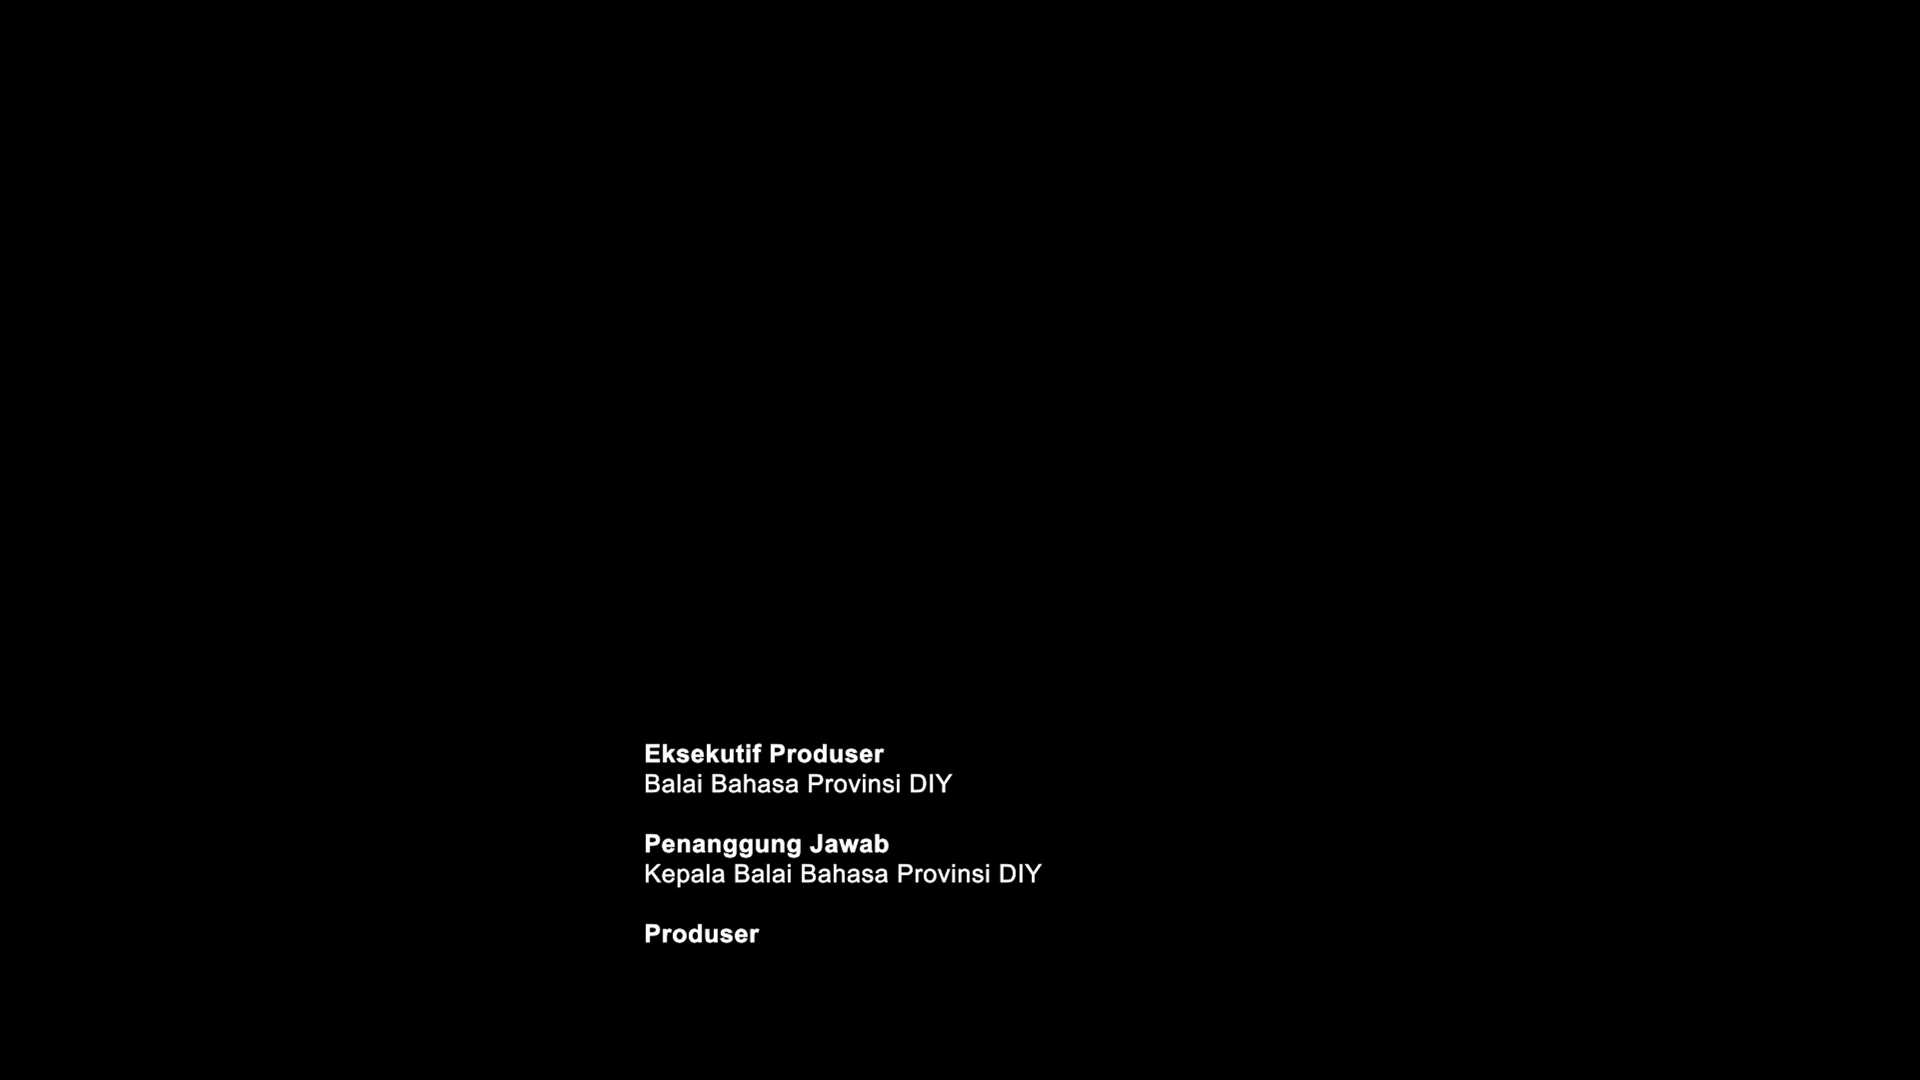 Eksekutif Produser
Balai Bahasa Provinsi DIY
Penanggung Jawab
Kepala Balai Bahasa Provinsi DIY
Produser